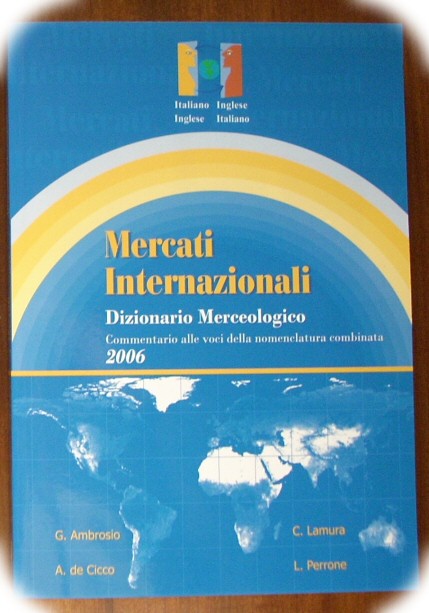 Italiano Inglese
Inglese Italiano
Mercati
Internazionali
Dizionario Merceologico
Commentario alle voci della nomenclatura combinata
2006
G. Ambrosio C. Lamura
A. de Cicco L. Perrone